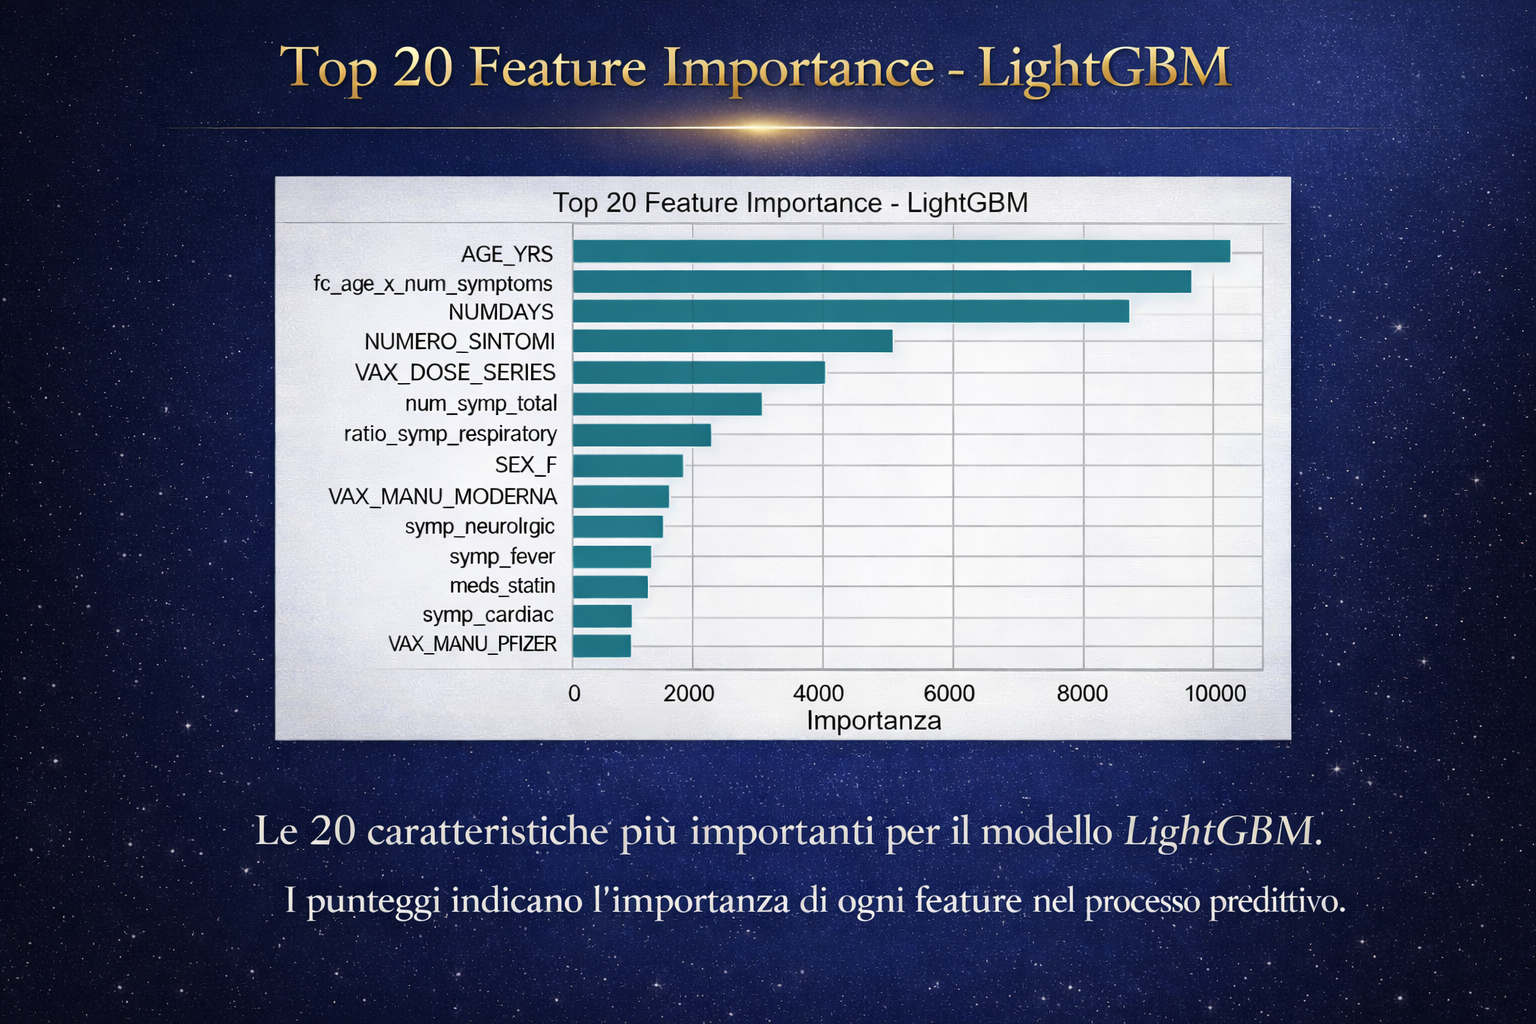 Top 20 Feature Importance - LightGBM
Top 20 Feature Importance - LightGBM
AGE_YRS
fc_age_x_num_symptoms
NUMDAYS
NUMERO_SINTOMI
VAX_DOSE_SERIES
num_symp_total
ratio_symp_respiratory
SEX_F
VAX_MANU_MODERNA
symp_neurolrgic
symp_fever
meds_statin
symp_cardiac
VAX_MANU_PFIZER
0 2000 4000 6000 8000 10000
Importanza
Le 20 caratteristiche più importanti per il modello LightGBM.
I punteggi indicano l'importanza di ogni feature nel processo predittivo.